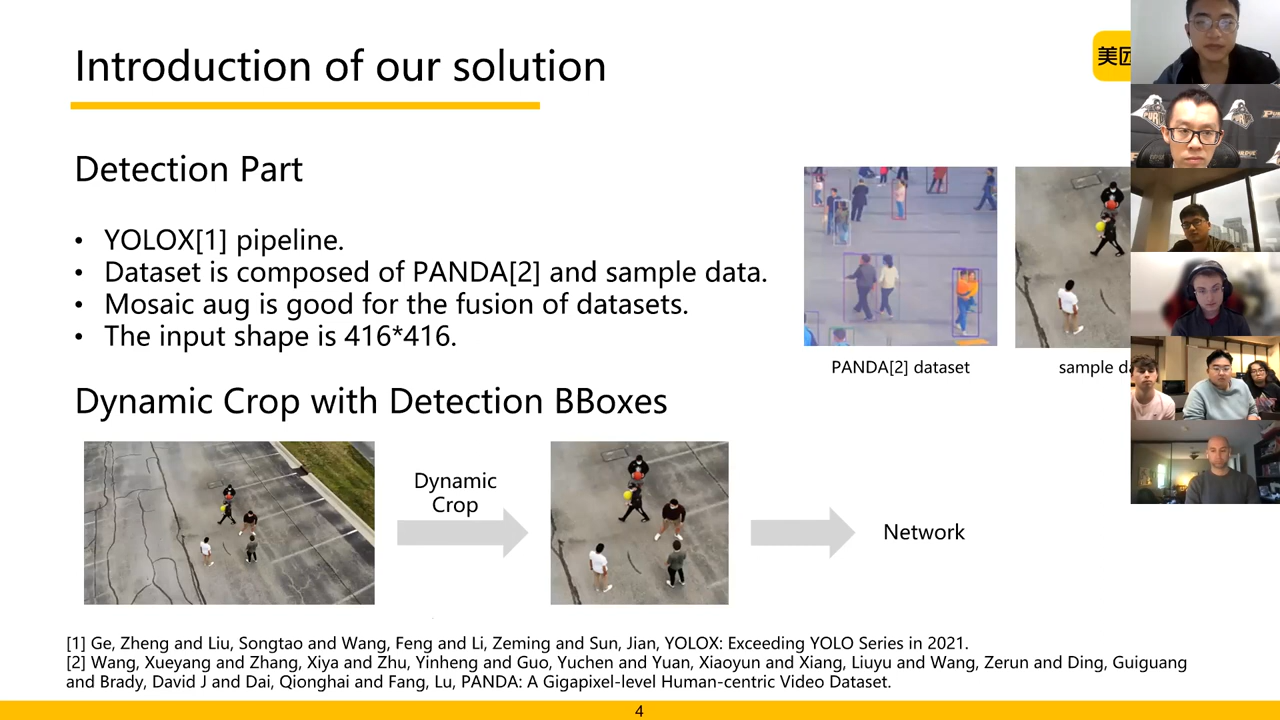 Introduction of our solution
美团
Detection Part
• YOLOX[1] pipeline.
• Dataset is composed of PANDA[2] and sample data.
• Mosaic aug is good for the fusion of datasets.
• The input shape is 416*416.
PANDA[2] dataset
sample da
Dynamic Crop with Detection BBoxes
Dynamic
Crop
Network
[1] Ge, Zheng and Liu, Songtao and Wang, Feng and Li, Zeming and Sun, Jian, YOLOX: Exceeding YOLO Series in 2021.
[2] Wang, Xueyang and Zhang, Xiya and Zhu, Yinheng and Guo, Yuchen and Yuan, Xiaoyun and Xiang, Liuyu and Wang, Zerun and Ding, Guiguang
and Brady, David J and Dai, Qionghai and Fang, Lu, PANDA: A Gigapixel-level Human-centric Video Dataset.
4